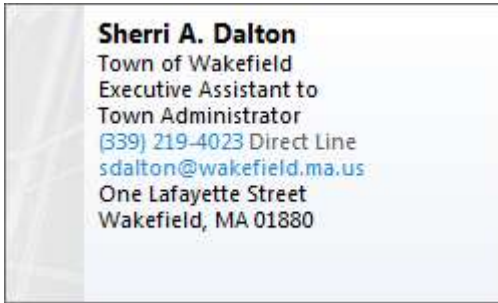 Sherri A. Dalton
Town of Wakefield
Executive Assistant to
Town Administrator
(339) 219-4023 Direct Line
sdalton@wakefield.ma.us
One Lafayette Street
Wakefield, MA 01880